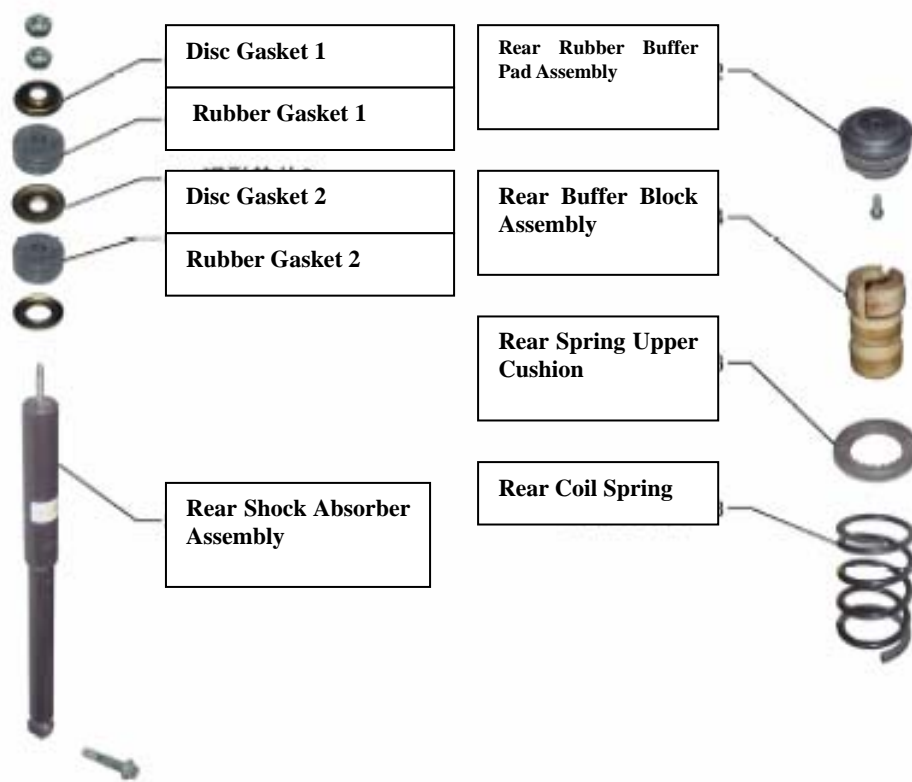 Disc Gasket 1
Rubber Gasket 1
Disc Gasket 2
Rubber Gasket 2
Rear Shock Absorber
Assembly
Rear Rubber Buffer
Pad Assembly
Rear Buffer Block
Assembly
Rear Spring Upper
Cushion
Rear Coil Spring